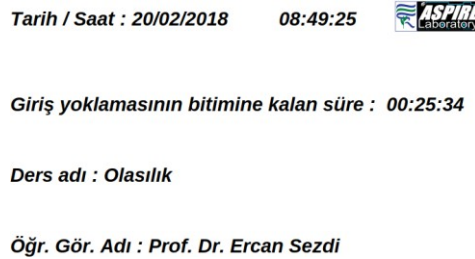 Tarih / Saat : 20/02/2018 08:49:25
ASPIRE
Laboratory
Giriş yoklamasının bitimine kalan süre : 00:25:34
Ders adı : Olasılık
Öğr. Gör. Adı : Prof. Dr. Ercan Sezdi